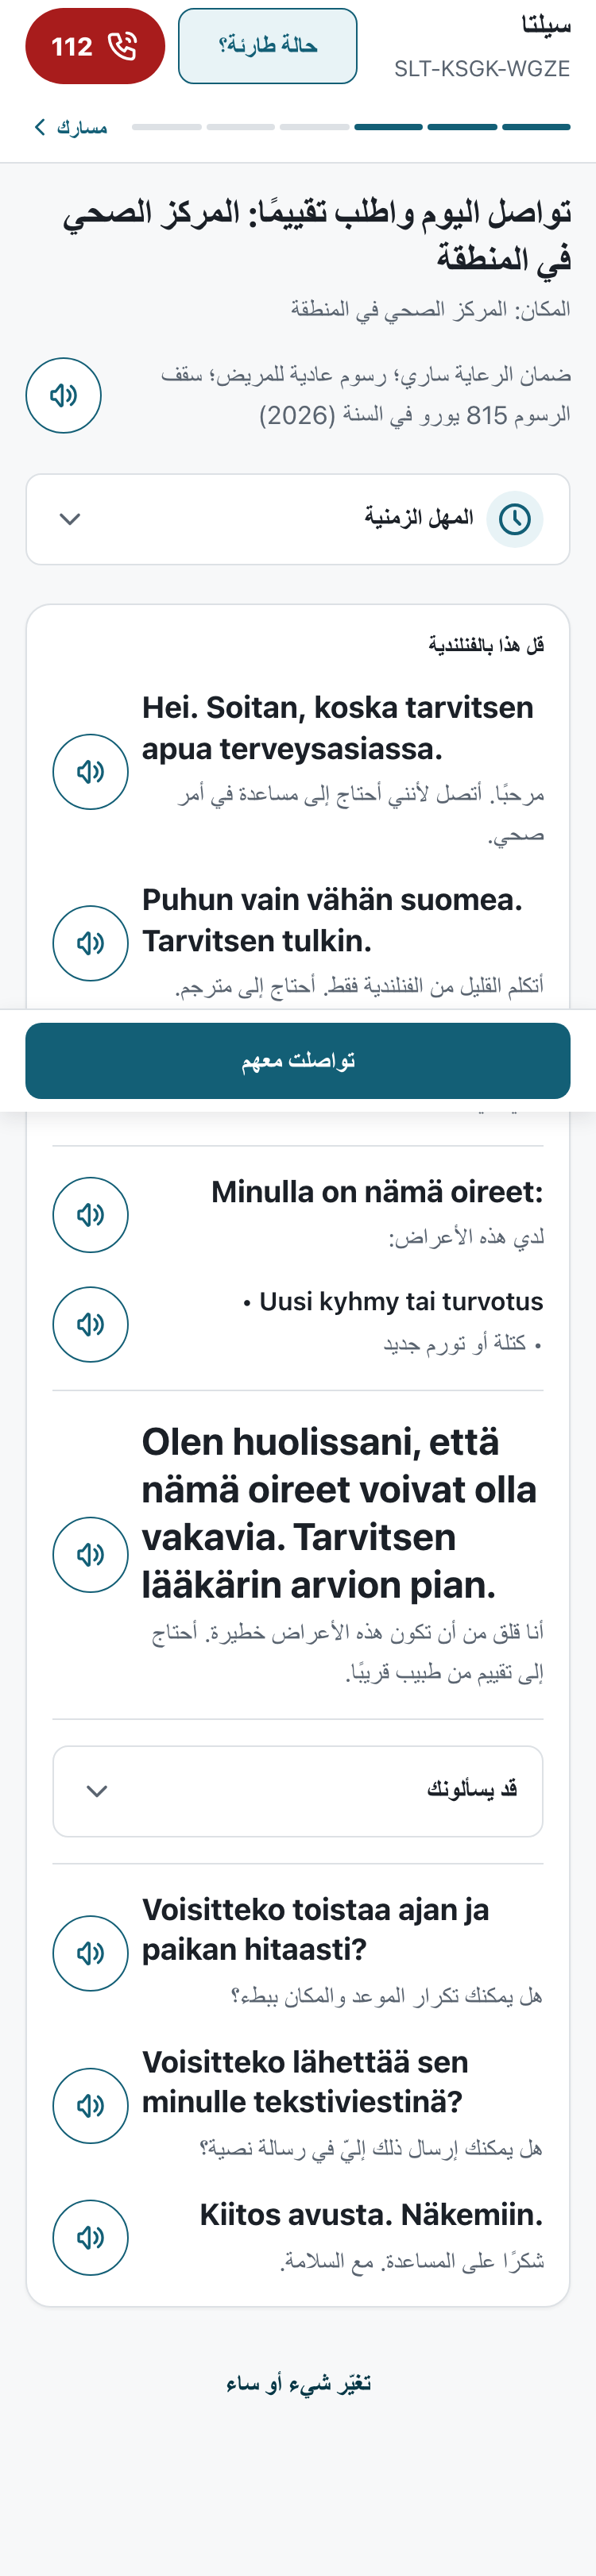 سيلتا
SLT-KSGK-WGZE
حالة طارئة؟
112
مسارك
تواصل اليوم واطلب تقييمًا: المركز الصحي
في المنطقة
المكان: المركز الصحي في المنطقة
ضمان الرعاية ساري؛ رسوم عادية للمريض؛ سقف
الرسوم 815 يورو في السنة (2026)
المهل الزمنية
قل هذا بالفنلندية
Hei. Soitan, koska tarvitsen
apua terveysasiassa.
مرحبًا. أتصل لأنني أحتاج إلى مساعدة في أمر
صحي.
Puhun vain vähän suomea.
Tarvitsen tulkin.
أتكلم القليل من الفنلندية فقط. أحتاج إلى مترجم.
تواصلت معهم
Minulla on nämä oireet:
لدي هذه الأعراض:
• Uusi kyhmy tai turvotus
• كتلة أو تورم جديد
Olen huolissani, että
nämä oireet voivat olla
vakavia. Tarvitsen
lääkärin arvion pian.
أنا قلق من أن تكون هذه الأعراض خطيرة. أحتاج
إلى تقييم من طبيب قريبًا.
قد يسألونك
Voisitteko toistaa ajan ja
paikan hitaasti?
هل يمكنك تكرار الموعد والمكان ببطء؟
Voisitteko lähettää sen
minulle tekstiviestinä?
هل يمكنك إرسال ذلك إليّ في رسالة نصية؟
Kiitos avusta. Näkemiin.
شكرًا على المساعدة. مع السلامة.
تغيّر شيء أو ساء